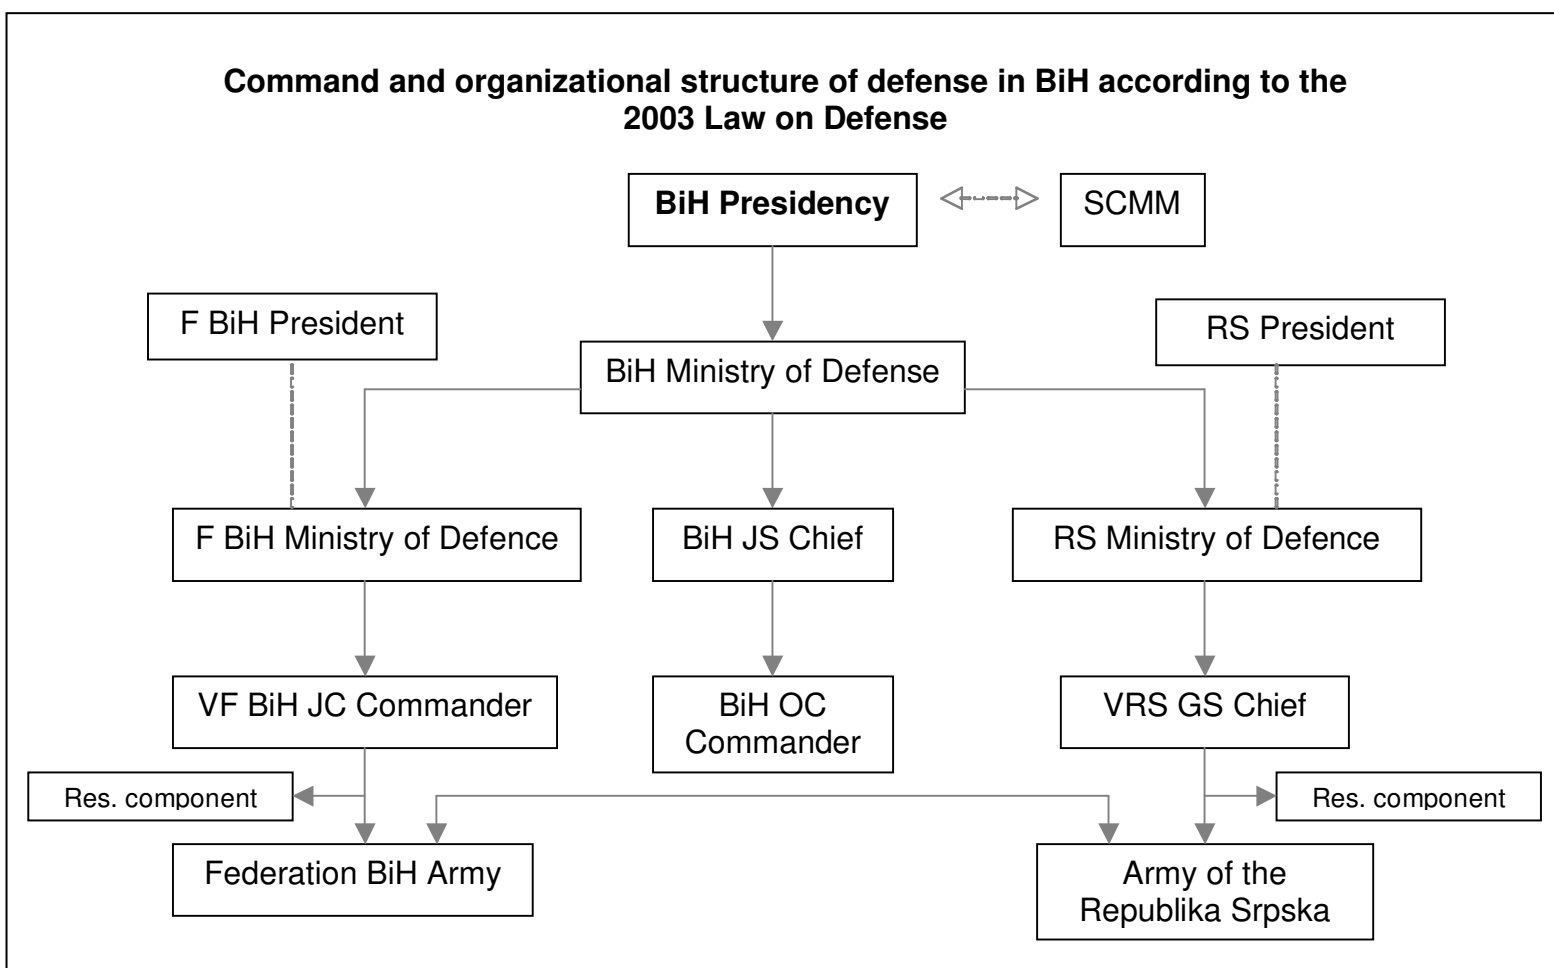 Command and organizational structure of defense in BiH according to the
2003 Law on Defense
BiH Presidency
SCMM
F BiH President
RS President
BiH Ministry of Defense
F BiH Ministry of Defence
BiH JS Chief
RS Ministry of Defence
VF BiH JC Commander
BiH OC
Commander
VRS GS Chief
Res. component
Res. component
Federation BiH Army
Army of the
Republika Srpska